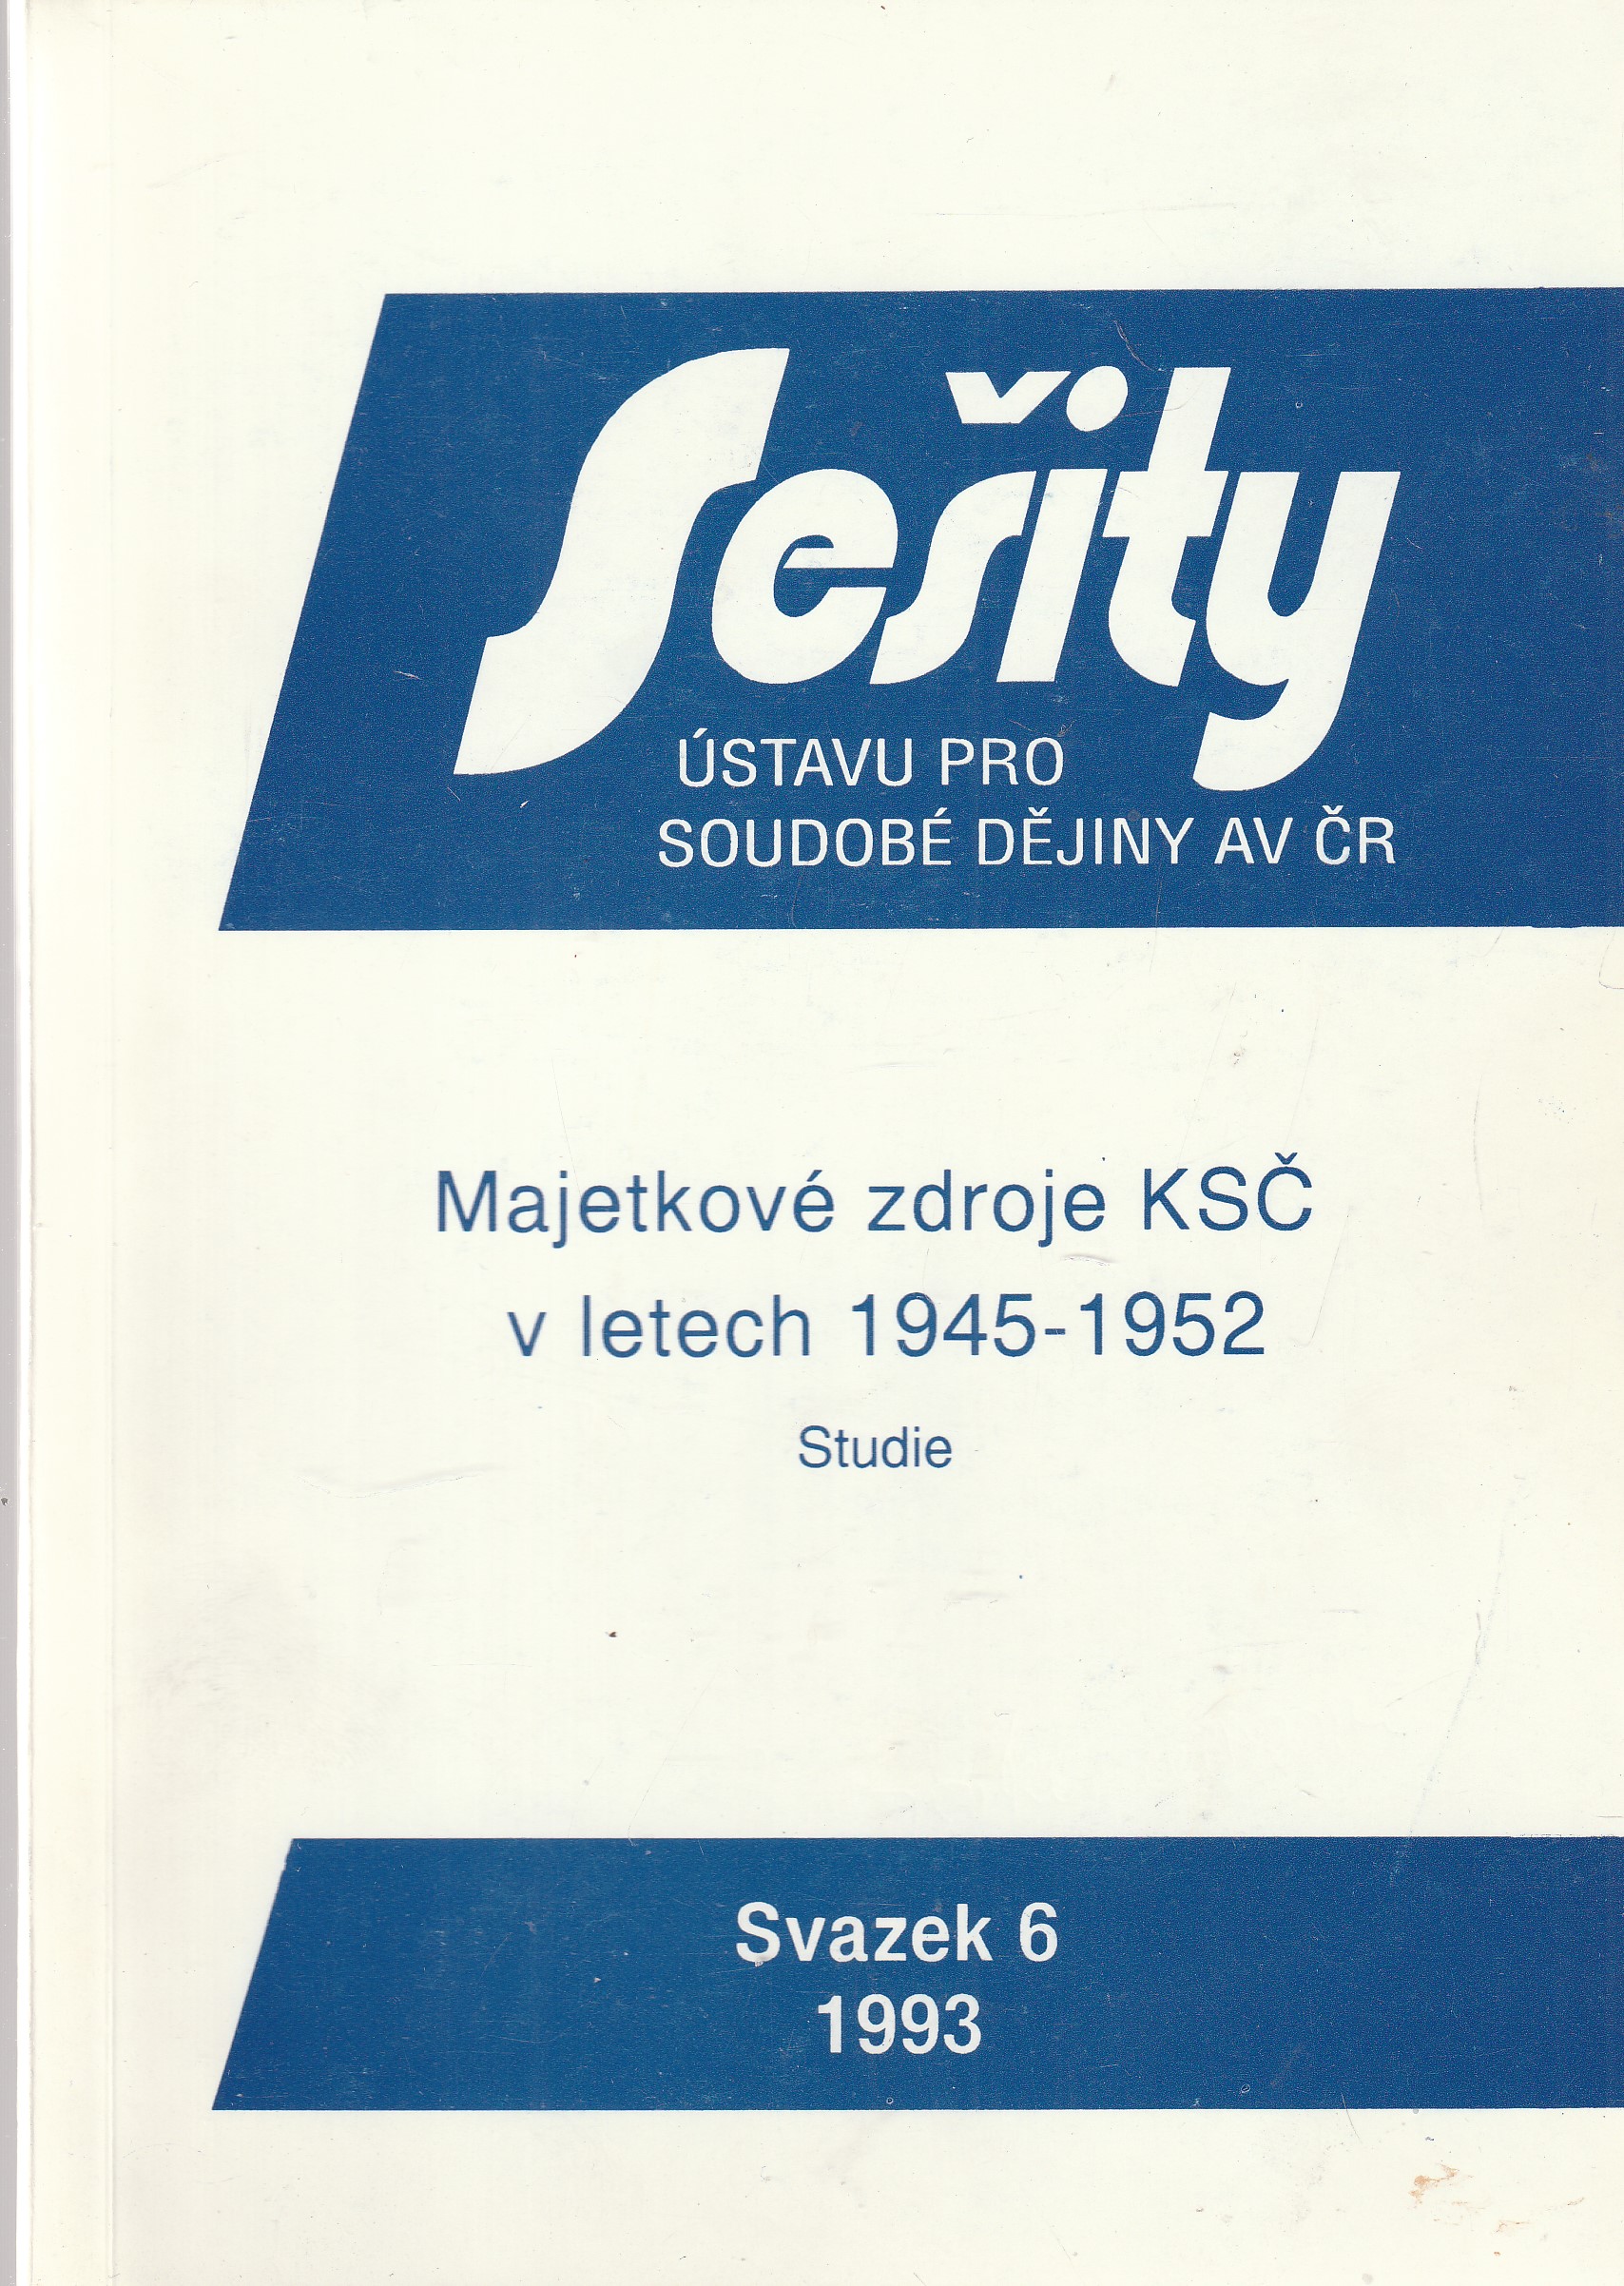 Sešity
ÚSTAVU PRO
SOUDOBÉ DĚJINY AV ČR
Majetkové zdroje KSČ
v letech 1945-1952
Studie
Svazek 6
1993